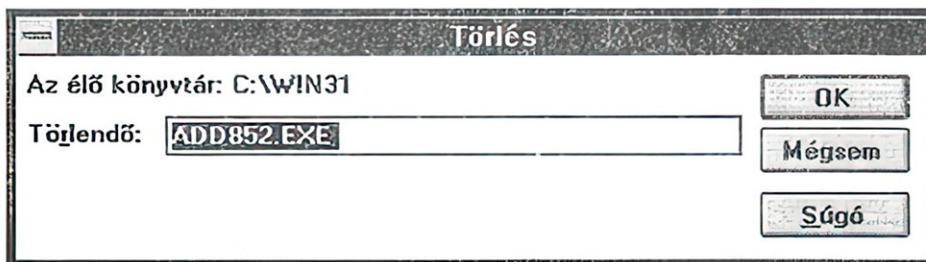 Törlés
Az élő könyvtár: C:\WIN31
OK
Törlendő: ADD852.EXE
Mégsem
Súgó